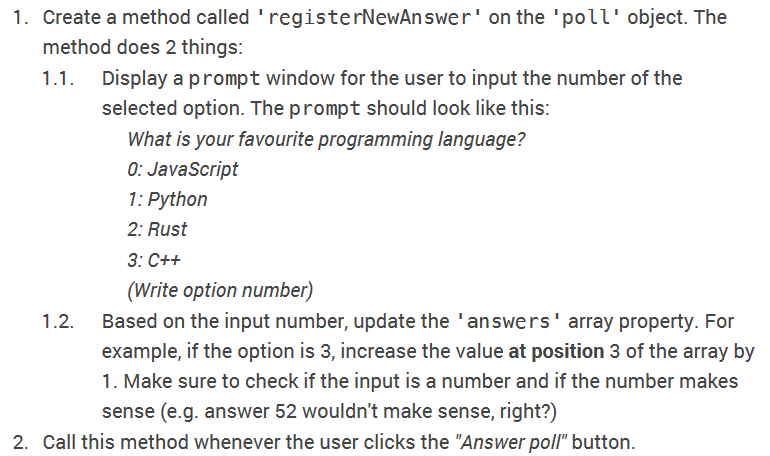 1. Create a method called 'registerNewAnswer' on the 'poll' object. The
method does 2 things:
1.1. Display a prompt window for the user to input the number of the
selected option. The prompt should look like this:
What is your favourite programming language?
0: JavaScript
1: Python
2: Rust
3: C++
(Write option number)
1.2. Based on the input number, update the 'answers' array property. For
example, if the option is 3, increase the value at position 3 of the array by
1. Make sure to check if the input is a number and if the number makes
sense (e.g. answer 52 wouldn't make sense, right?)
2. Call this method whenever the user clicks the "Answer poll" button.